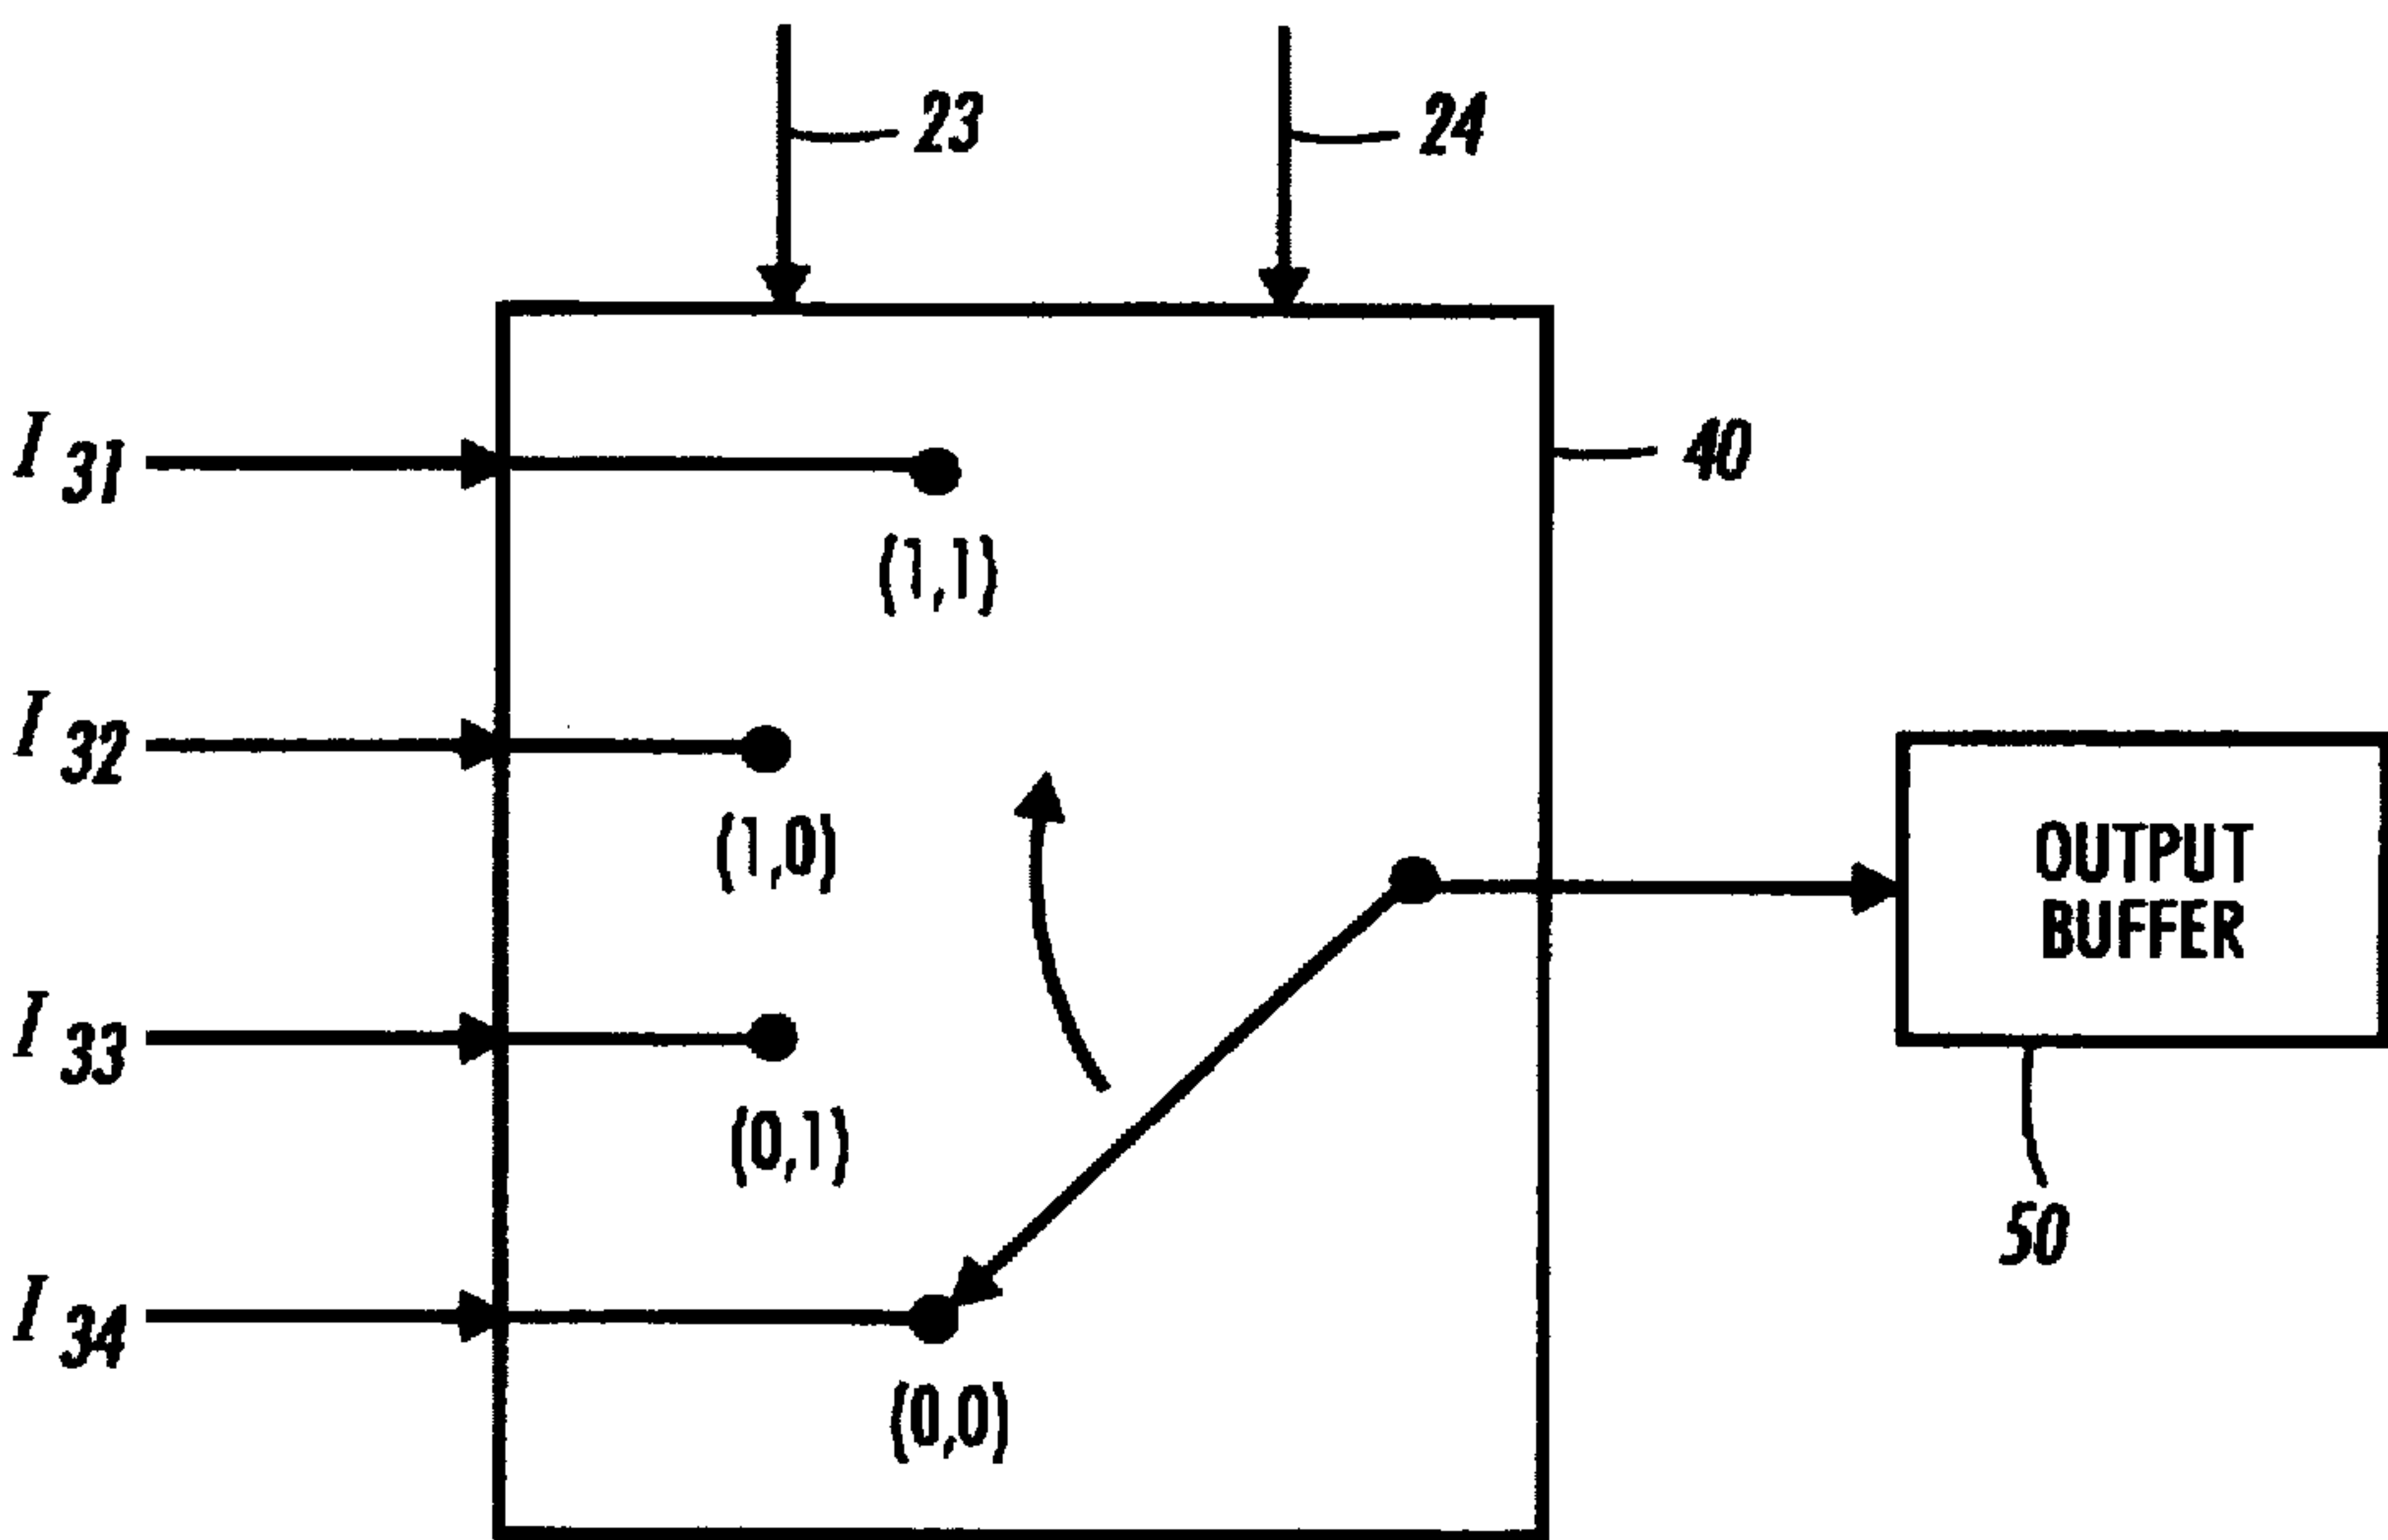 23
24
I 31
40
(1,1)
I 32
(1,0)
OUTPUT
BUFFER
I 33
(0,1)
50
I 34
(0,0)